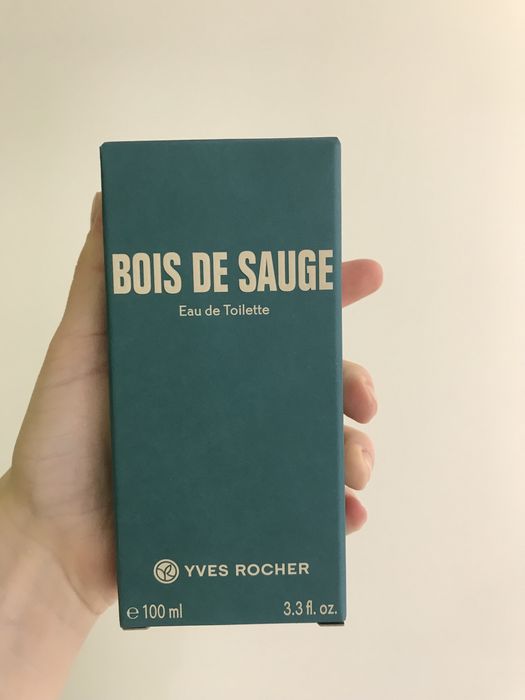 BOIS DE SAUGE
Eau de Toilette
YVES ROCHER
℮ 100 ml 3.3 fl. oz.